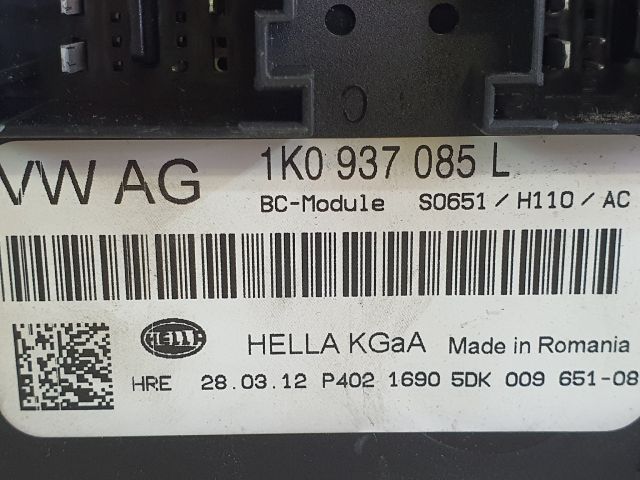 VW AG 1K0 937 085 L
BC-Module S0651 / H110 / AC
HELLA HELLA KGaA Made in Romania
HRE 28.03.12 P402 1690 5DK 009 651-08
C